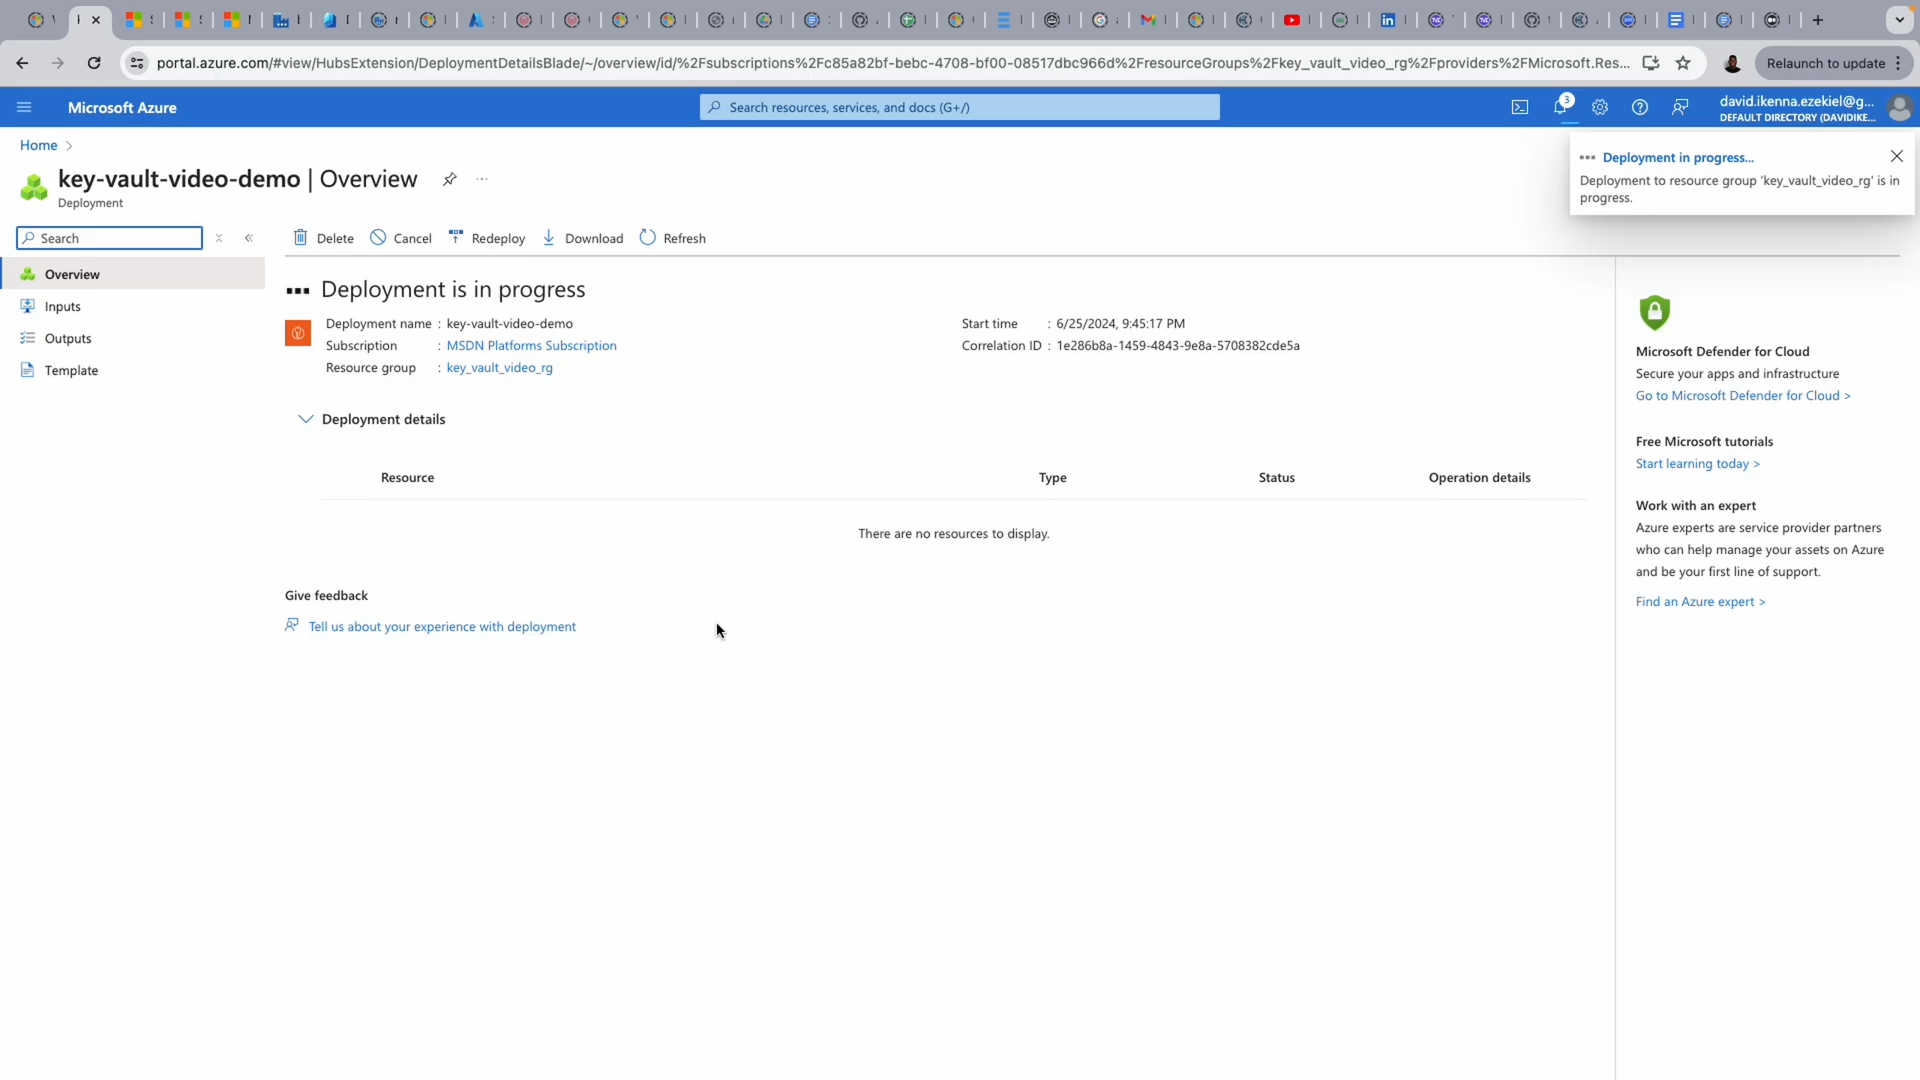 portal.azure.com/#view/HubsExtension/DeploymentDetailsBlade/~/overview/id/%2Fsubscriptions%2Fc85a82bf-bebc-4708-bf00-08517dbc966d%2FresourceGroups%2Fkey_vault_video_rg%2Fproviders%2FMicrosoft.Res...
Relaunch to update
Microsoft Azure
Search resources, services, and docs (G+/)
3
david.ikenna.ezekiel@g...
DEFAULT DIRECTORY (DAVIDIKE...
Home
Deployment in progress...
Deployment to resource group 'key_vault_video_rg' is in
progress.
key-vault-video-demo | Overview
Deployment
Search
Delete
Cancel
Redeploy
Download
Refresh
Overview
Inputs
Outputs
Template
Deployment is in progress
Deployment name : key-vault-video-demo
Subscription : MSDN Platforms Subscription
Resource group : key_vault_video_rg
Start time : 6/25/2024, 9:45:17 PM
Correlation ID : 1e286b8a-1459-4843-9e8a-5708382cde5a
Deployment details
Resource Type Status Operation details
There are no resources to display.
Give feedback
Tell us about your experience with deployment
Microsoft Defender for Cloud
Secure your apps and infrastructure
Go to Microsoft Defender for Cloud >
Free Microsoft tutorials
Start learning today >
Work with an expert
Azure experts are service provider partners
who can help manage your assets on Azure
and be your first line of support.
Find an Azure expert >